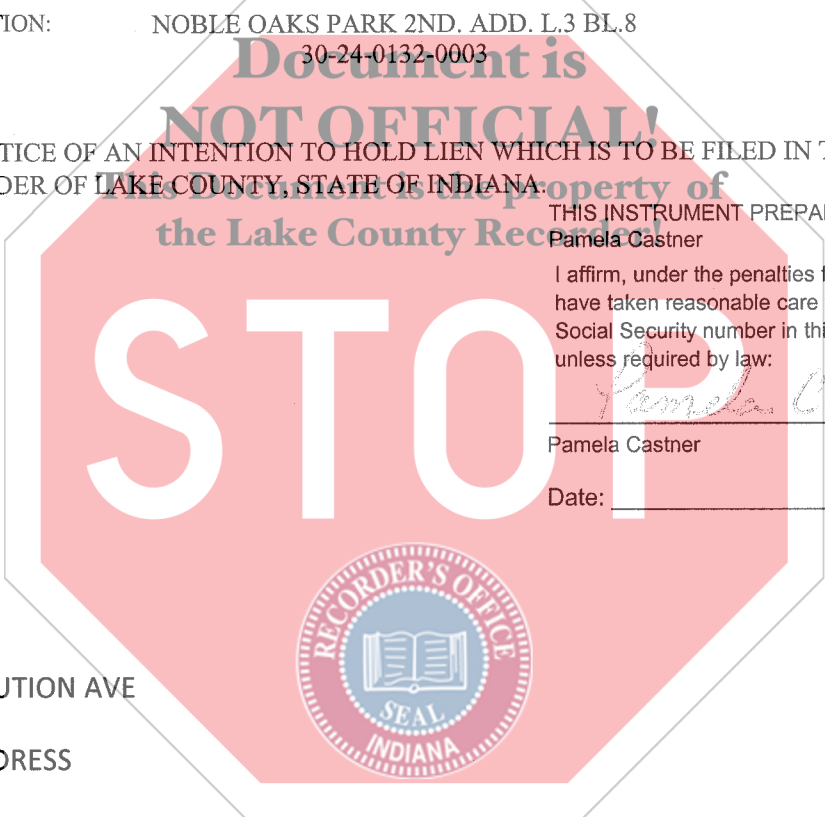 TION: NOBLE OAKS PARK 2ND. ADD. L.3 BL.8
30-24-0132-0003
Document is
NOT OFFICIAL!
TICE OF AN INTENTION TO HOLD LIEN WHICH IS TO BE FILED IN T
DER OF LAKE COUNTY, STATE OF INDIANA.
This Document is the property of
the Lake County Recorder!
THIS INSTRUMENT PREPA
Pamela Castner
I affirm, under the penalties f
have taken reasonable care
Social Security number in thi
unless required by law:
Pamela C
Pamela Castner
Date:
STOP
RECORDER'S OFFICE
SEAL
INDIANA
UTION AVE
DRESS